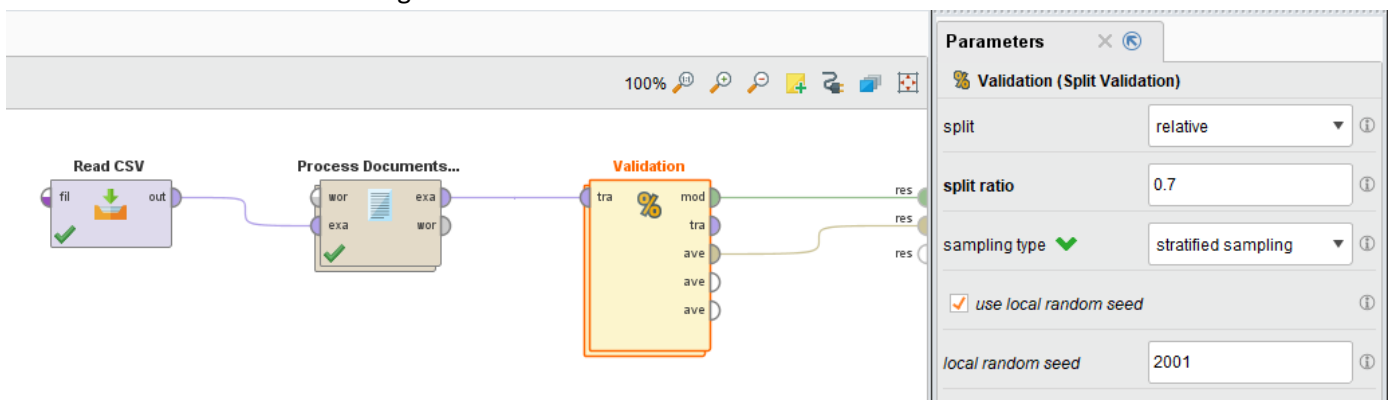 Parameters
100%
Validation (Split Validation)
split
relative
Read CSV
Process Documents...
Validation
fil
out
wor
exa
tra
mod
res
split ratio
0.7
exa
wor
tra
res
ave
res
sampling type
stratified sampling
ave
ave
use local random seed
local random seed
2001